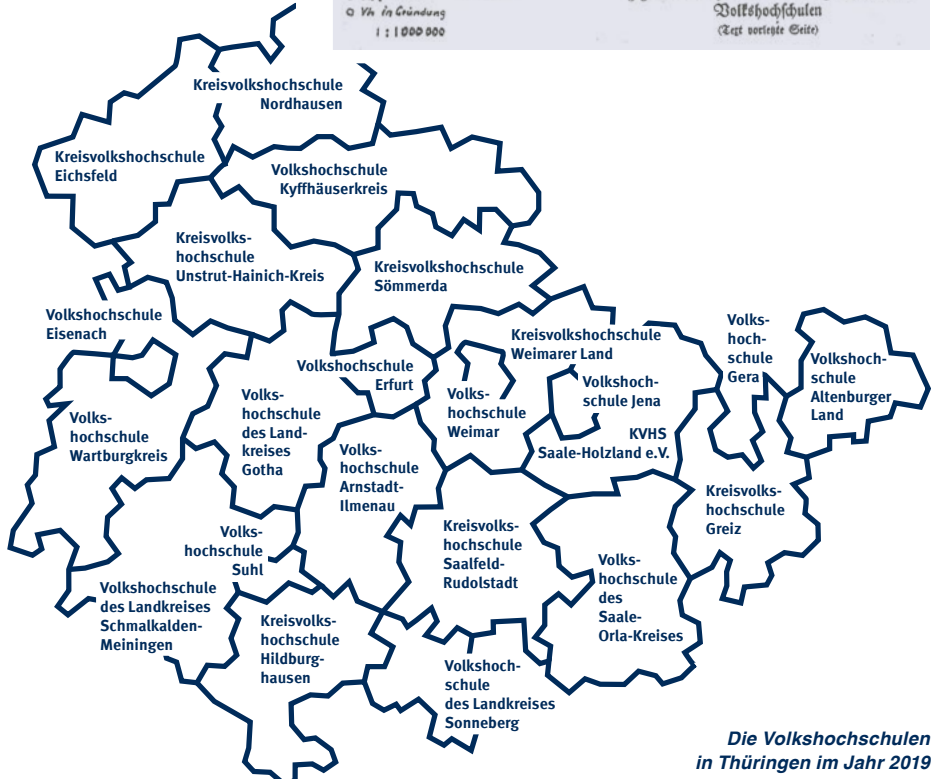 O Vh in Gründung
1 : 1 000 000
Volkshochschulen
(Text vorletzte Seite)
Kreisvolkshochschule
Nordhausen
Kreisvolkshochschule
Eichsfeld
Volkshochschule
Kyffhäuserkreis
Kreisvolks-
hochschule
Unstrut-Hainich-Kreis
Kreisvolkshochschule
Sömmerda
Volkshochschule
Eisenach
Volkshochschule
Erfurt
Kreisvolkshochschule
Weimarer Land
Volks-
hoch-
schule
Gera
Volkshoch-
schule
Altenburger
Land
Volks-
hochschule
Wartburgkreis
Volks-
hochschule
des Land-
kreises
Gotha
Volks-
hochschule
Weimar
Volkshoch-
schule Jena
KVHS
Saale-Holzland e.V.
Volks-
hochschule
Arnstadt-
Ilmenau
Kreisvolks-
hochschule
Greiz
Volks-
hochschule
Suhl
Kreisvolks-
hochschule
Saalfeld-
Rudolstadt
Volks-
hochschule
des
Saale-
Orla-Kreises
Volkshochschule
des Landkreises
Schmalkalden-
Meiningen
Kreisvolks-
hochschule
Hildburg-
hausen
Volkshoch-
schule
des Landkreises
Sonneberg
Die Volkshochschulen
in Thüringen im Jahr 2019